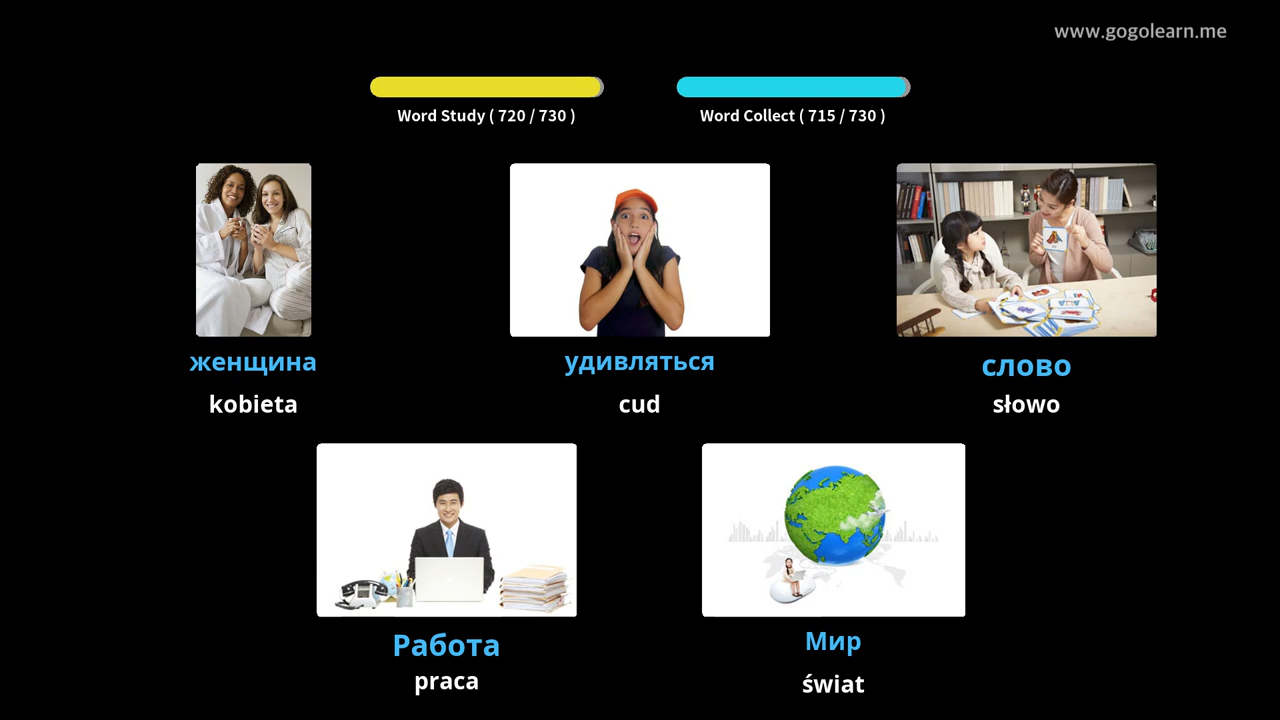 www.gogolearn.me
Word Study ( 720 / 730 )
Word Collect ( 715 / 730 )
женщина
удивляться
слово
kobieta
cud
słowo
Работа
Мир
praca
świat